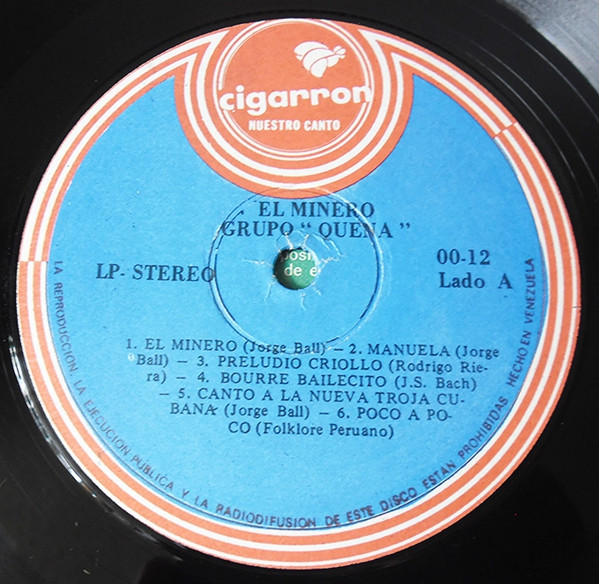 cigarron
NUESTRO CANTO
EL MINERO
GRUPO "QUENA"
LP- STEREO
00-12
Lado A
posi
de e
1. EL MINERO (Jorge Ball) — 2. MANUELA (Jorge
Ball) — 3. PRELUDIO CRIOLLO (Rodrigo Rie-
ra) — 4. BOURRE BAILECITO (J.S. Bach)
— 5. CANTO A LA NUEVA TROJA CU-
BANA (Jorge Ball) — 6. POCO A PO-
CO (Folklore Peruano)
LA REPRODUCCION, LA EJECUCION PUBLICA Y LA RADIODIFUSION DE ESTE DISCO ESTAN PROHIBIDAS HECHO EN VENEZUELA